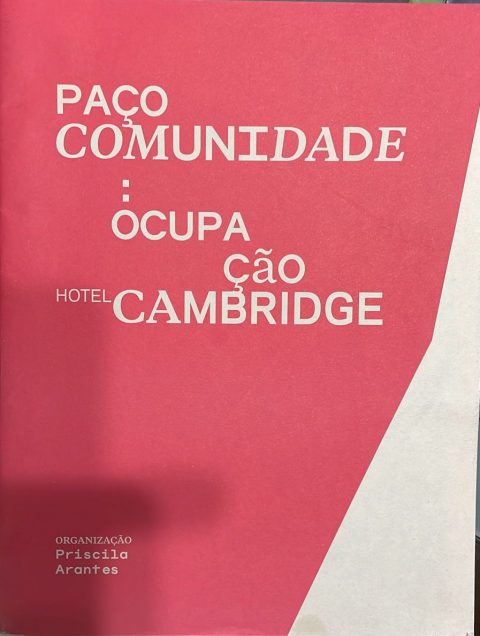 PAÇO
COMUNIDADE
:
OCUPA
ção
HOTEL CAMBRIDGE
ORGANIZAÇÃO
Priscila
Arantes